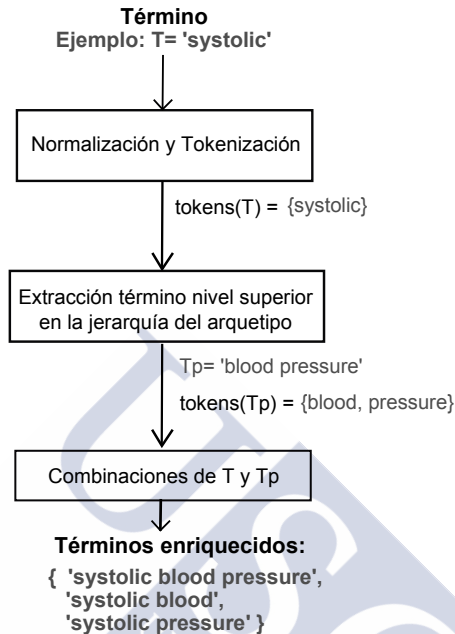 Término
Ejemplo: T= 'systolic'
Normalización y Tokenización
tokens(T) = {systolic}
Extracción término nivel superior
en la jerarquía del arquetipo
Tp= 'blood pressure'
tokens(Tp) = {blood, pressure}
Combinaciones de T y Tp
Términos enriquecidos:
{ 'systolic blood pressure',
'systolic blood',
'systolic pressure' }